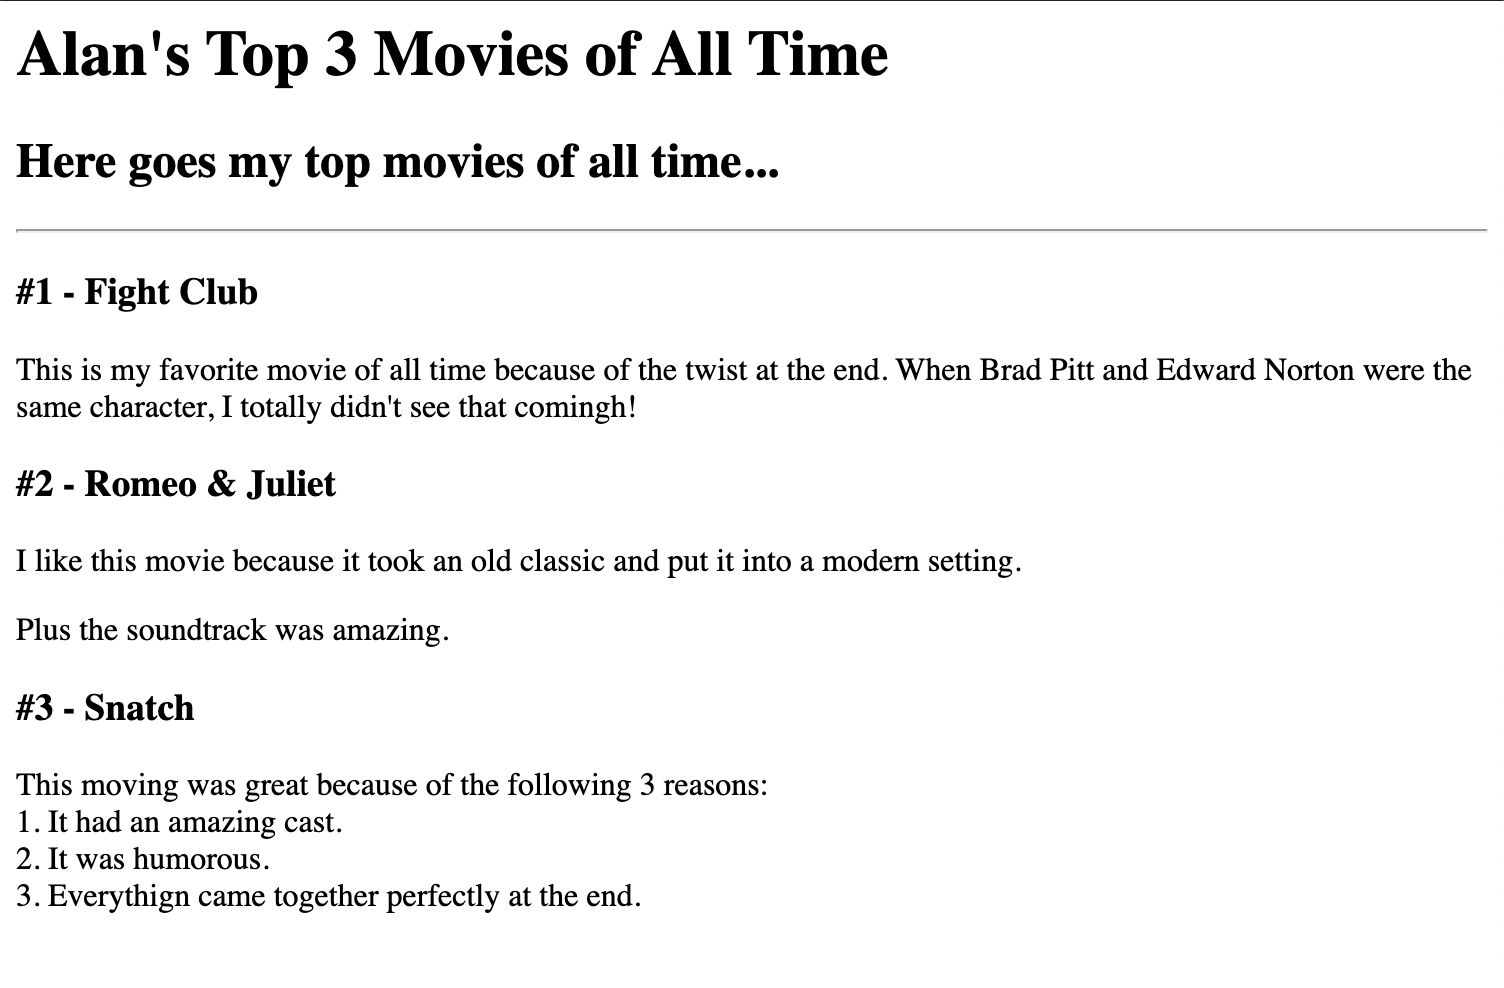 Alan's Top 3 Movies of All Time
Here goes my top movies of all time...
#1 - Fight Club
This is my favorite movie of all time because of the twist at the end. When Brad Pitt and Edward Norton were the
same character, I totally didn't see that comingh!
#2 - Romeo & Juliet
I like this movie because it took an old classic and put it into a modern setting.
Plus the soundtrack was amazing.
#3 - Snatch
This moving was great because of the following 3 reasons:
1. It had an amazing cast.
2. It was humorous.
3. Everythign came together perfectly at the end.